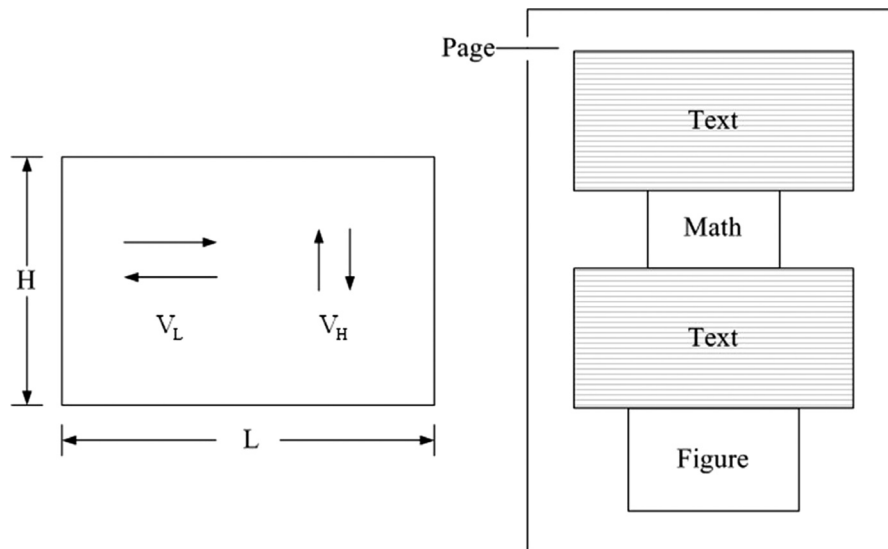 H
V_L
V_H
L
Page
Text
Math
Text
Figure